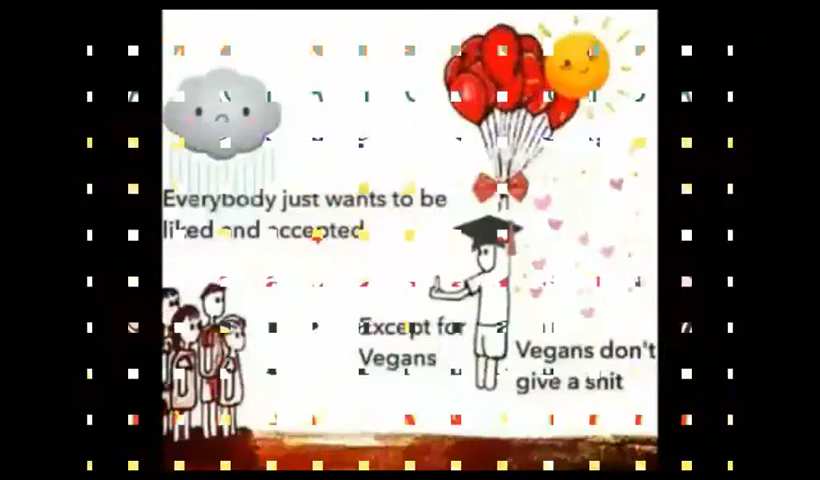 Everybody just wants to be
liked and accepted
Except for
Vegans
Vegans don't
give a shit